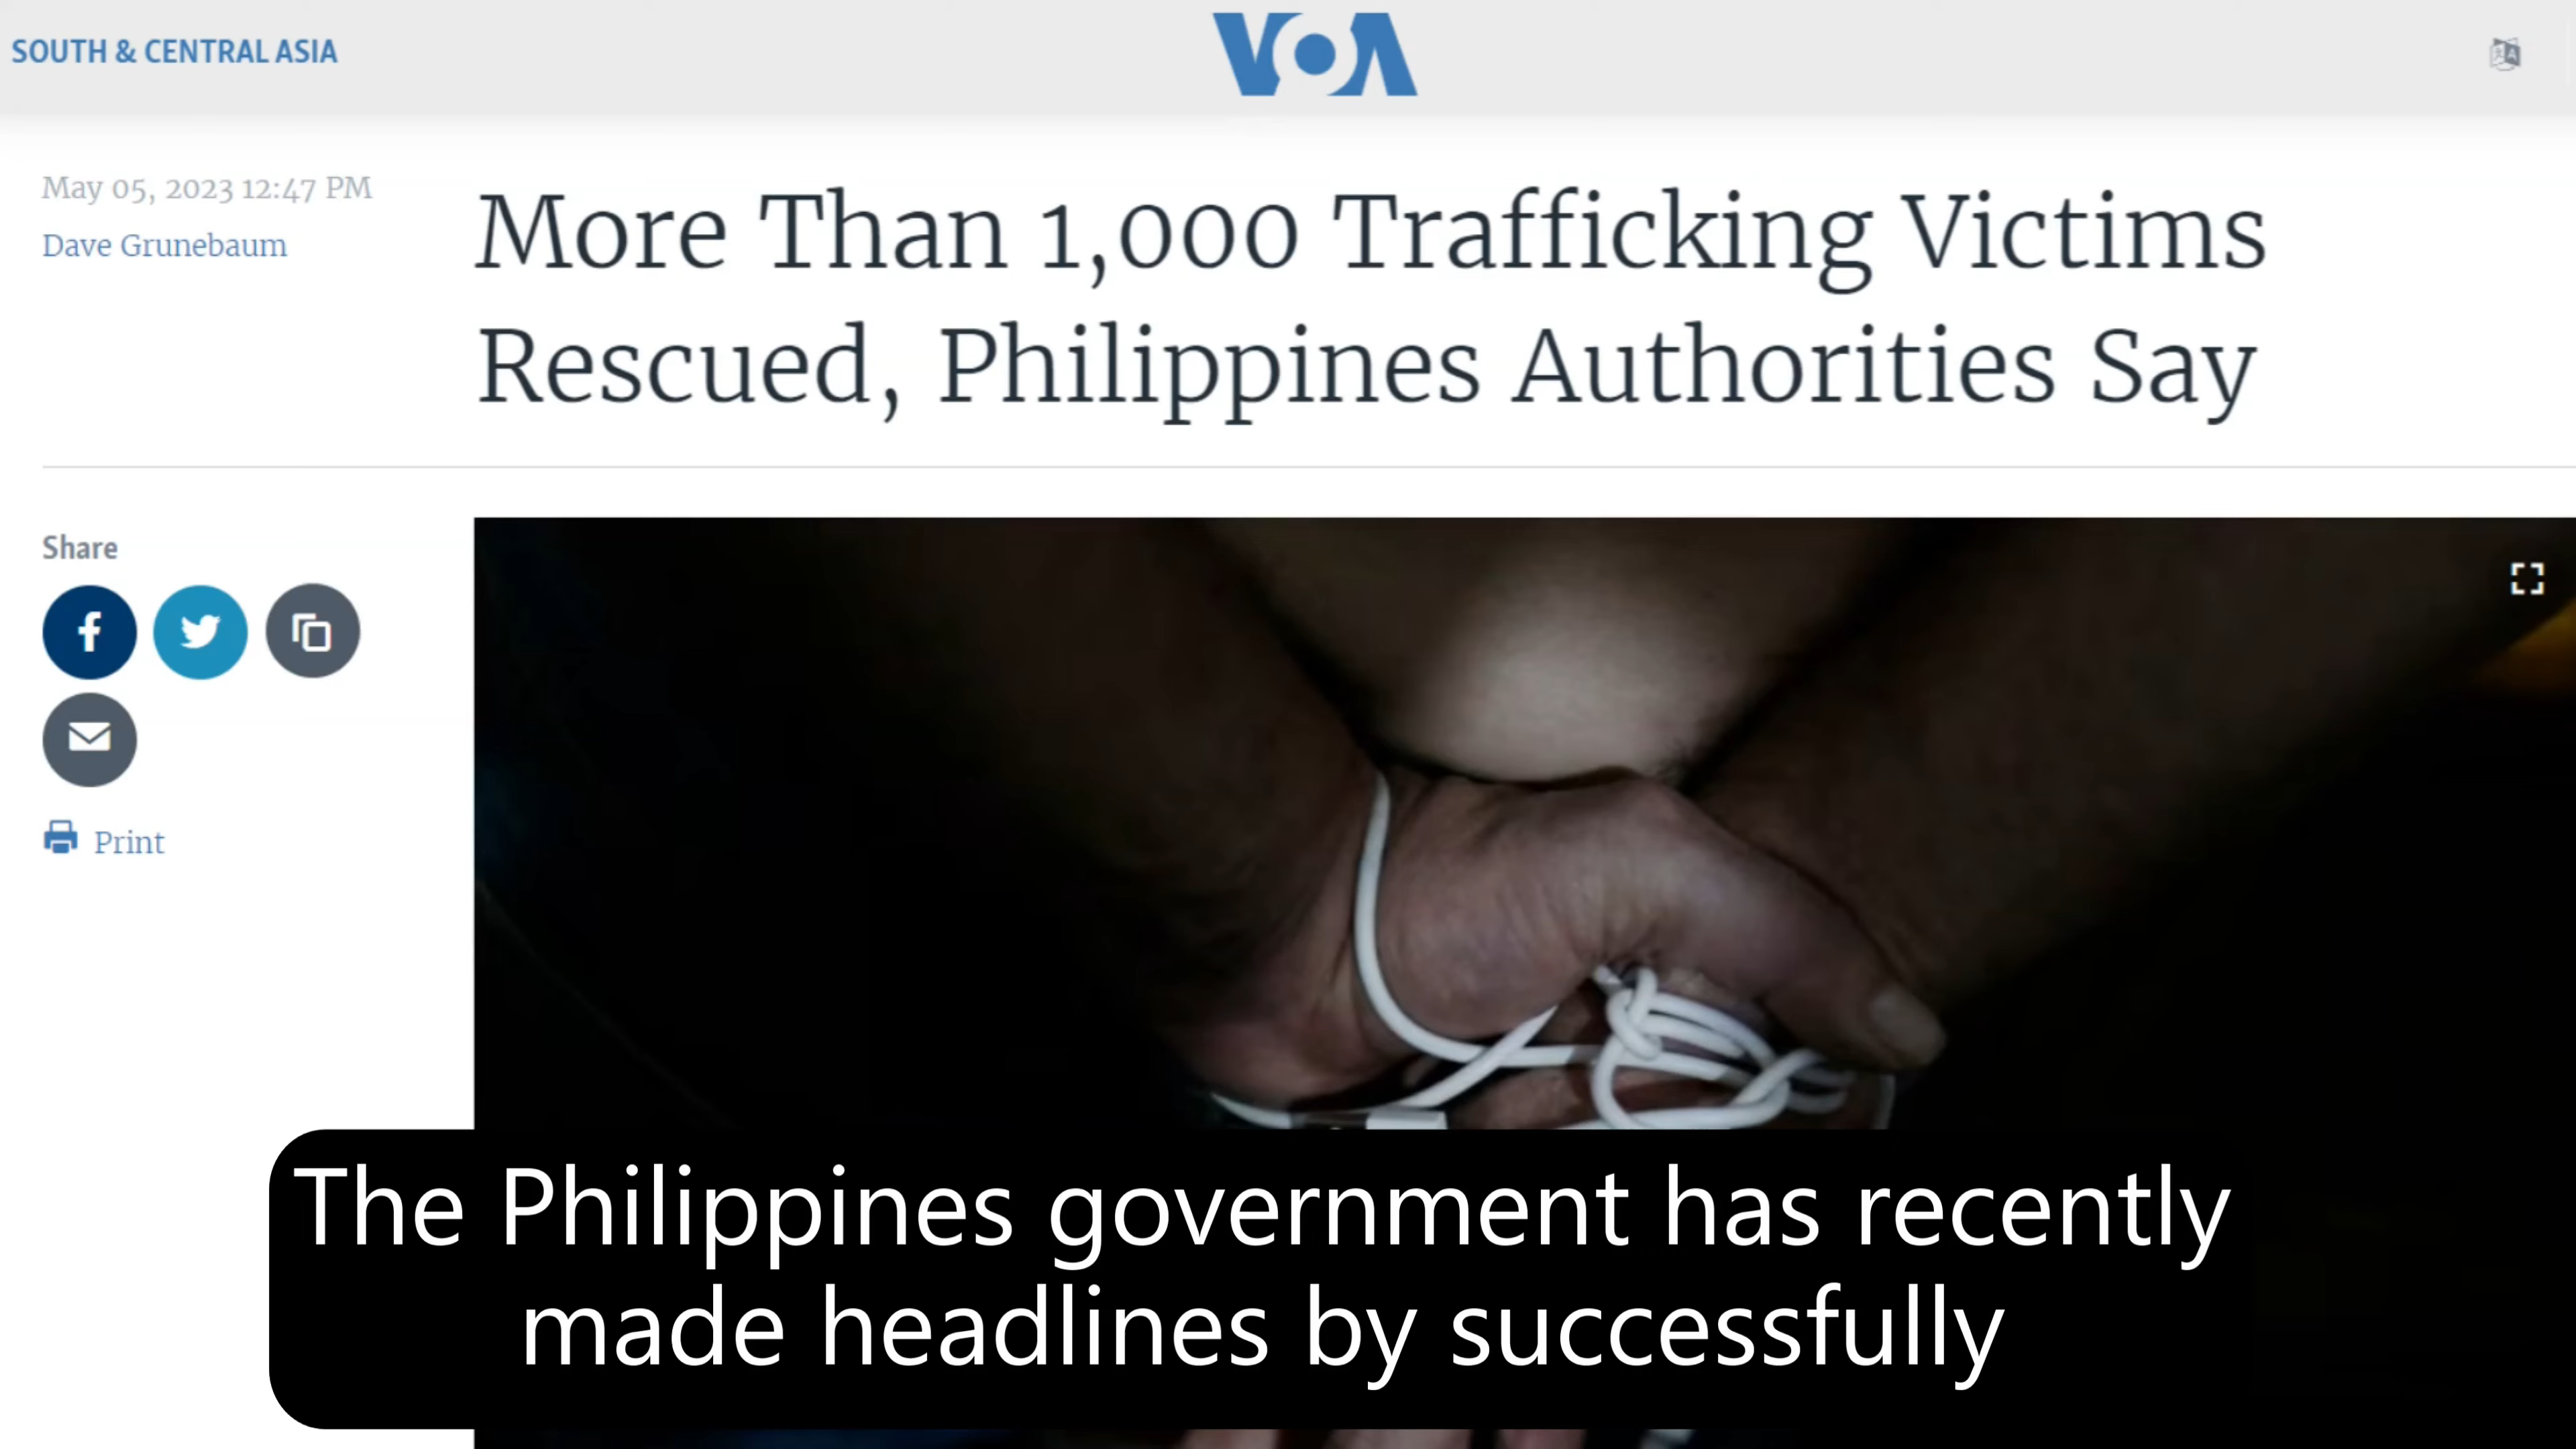 SOUTH & CENTRAL ASIA
VOA
May 05, 2023 12:47 PM
Dave Grunebaum
More Than 1,000 Trafficking Victims
Rescued, Philippines Authorities Say
Share
Print
The Philippines government has recently
made headlines by successfully